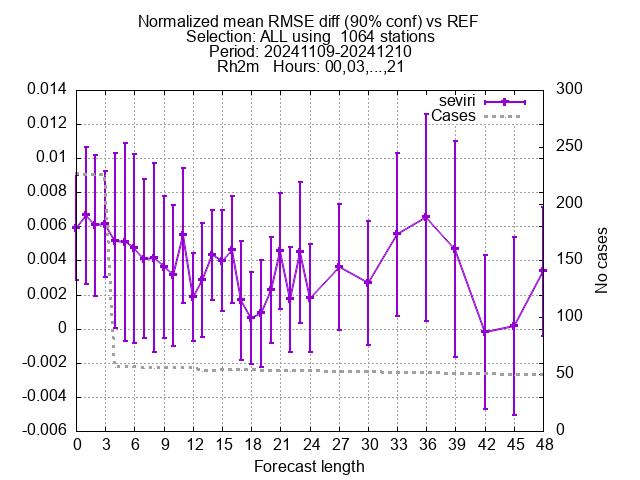 Normalized mean RMSE diff (90% conf) vs REF
Selection: ALL using  1064 stations
Period: 20241109-20241210
Rh2m   Hours: 00,03,...,21
seviri
Cases
0.014
0.012
0.01
0.008
0.006
0.004
0.002
0
-0.002
-0.004
-0.006
300
250
200
150
100
50
0
No cases
0 3 6 9 12 15 18 21 24 27 30 33 36 39 42 45 48
Forecast length